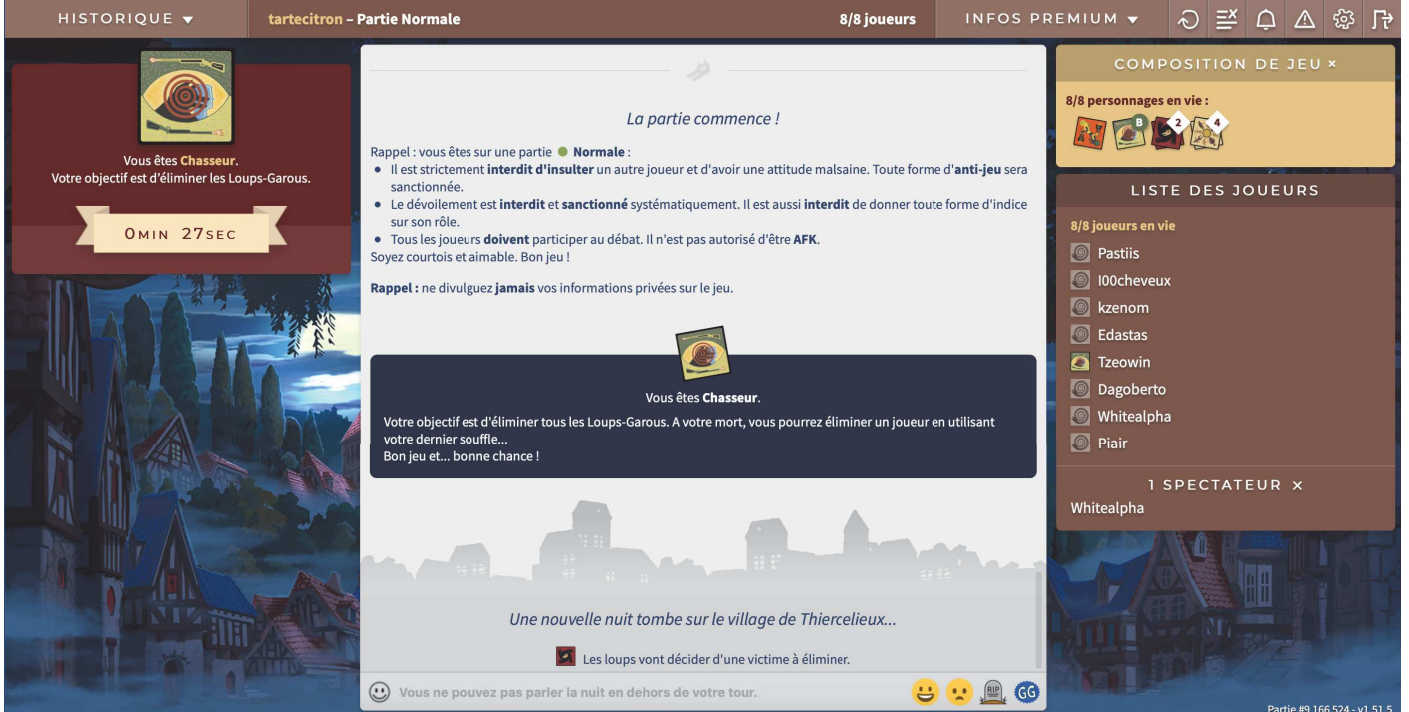 HISTORIQUE ▼
tartecitron – Partie Normale
8/8 joueurs
INFOS PREMIUM ▼
Vous êtes Chasseur.
Votre objectif est d'éliminer les Loups-Garous.
0MIN 27SEC
La partie commence !
Rappel : vous êtes sur une partie Normale :
• Il est strictement interdit d'insulter un autre joueur et d'avoir une attitude malsaine. Toute forme d'anti-jeu sera
sanctionnée.
• Le dévoilement est interdit et sanctionné systématiquement. Il est aussi interdit de donner toute forme d'indice
sur son rôle.
• Tous les joueurs doivent participer au débat. Il n'est pas autorisé d'être AFK.
Soyez courtois et aimable. Bon jeu !
Rappel : ne divulguez jamais vos informations privées sur le jeu.
Vous êtes Chasseur.
Votre objectif est d'éliminer tous les Loups-Garous. A votre mort, vous pourrez éliminer un joueur en utilisant
votre dernier souffle...
Bon jeu et... bonne chance !
Une nouvelle nuit tombe sur le village de Thiercelieux...
Les loups vont décider d'une victime à éliminer.
Vous ne pouvez pas parler la nuit en dehors de votre tour.
RIP
GG
COMPOSITION DE JEU ×
8/8 personnages en vie :
B
2
4
LISTE DES JOUEURS
8/8 joueurs en vie
Pastiis
I00cheveux
kzenom
Edastas
Tzeowin
Dagoberto
Whitealpha
Piair
1 SPECTATEUR ×
Whitealpha
Partie #9 166 524 - v1.51.5